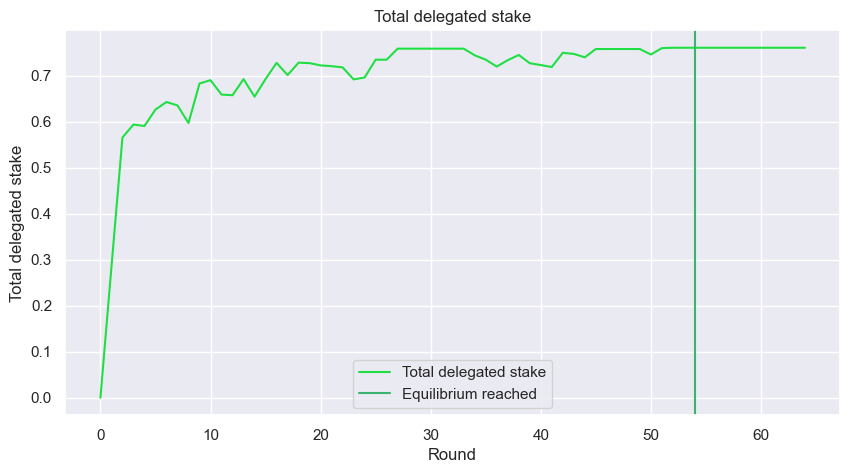 Total delegated stake
Total delegated stake
0.7
0.6
0.5
0.4
0.3
0.2
0.1
0.0
Total delegated stake
Equilibrium reached
0 10 20 30 40 50 60
Round